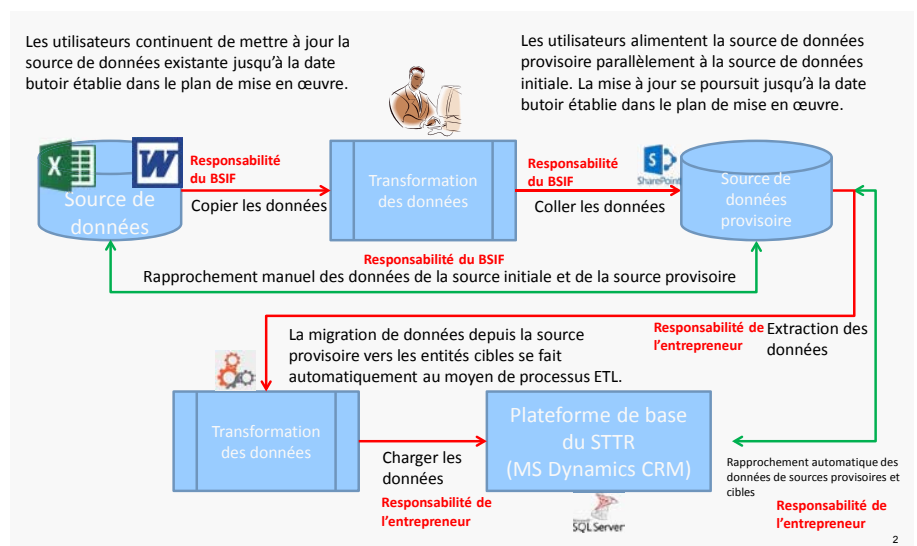 Les utilisateurs continuent de mettre à jour la
source de données existante jusqu'à la date
butoir établie dans le plan de mise en œuvre.
Les utilisateurs alimentent la source de données
provisoire parallèlement à la source de données
initiale. La mise à jour se poursuit jusqu'à la date
butoir établie dans le plan de mise en œuvre.
X
W
Source de
données
Responsabilité
du BSIF
Copier les données
Transformation
des données
Responsabilité
du BSIF
Coller les données
S
SharePoint
Source de
données
provisoire
Responsabilité du BSIF
Rapprochement manuel des données de la source initiale et de la source provisoire
Responsabilité de
l'entrepreneur
Extraction des
données
La migration de données depuis la source
provisoire vers les entités cibles se fait
automatiquement au moyen de processus ETL.
Transformation
des données
Charger les
données
Responsabilité de
l'entrepreneur
Plateforme de base
du STTR
(MS Dynamics CRM)
Microsoft
SQL Server
Rapprochement automatique des
données de sources provisoires et
cibles
Responsabilité de
l'entrepreneur
2